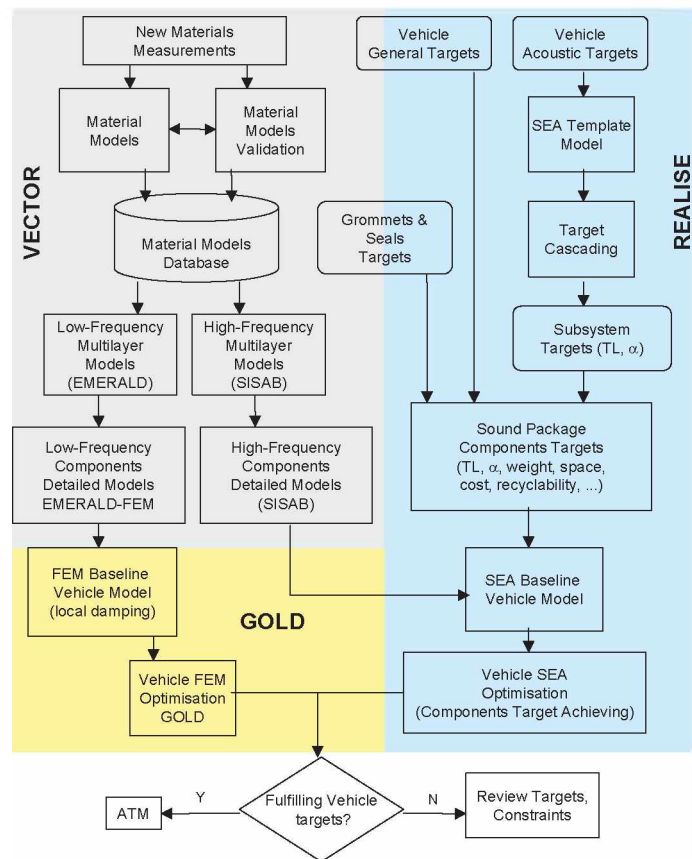 New Materials
Measurements
Vehicle
General Targets
Vehicle
Acoustic Targets
Material
Models
Material
Models
Validation
SEA Template
Model
VECTOR
REALISE
Material Models
Database
Grommets &
Seals
Targets
Target
Cascading
Low-Frequency
Multilayer
Models
(EMERALD)
High-Frequency
Multilayer
Models
(SISAB)
Subsystem
Targets (TL, α)
Low-Frequency
Components
Detailed Models
EMERALD-FEM
High-Frequency
Components
Detailed Models
(SISAB)
Sound Package
Components Targets
(TL, α, weight, space,
cost, recyclability, ...)
FEM Baseline
Vehicle Model
(local damping)
GOLD
SEA Baseline
Vehicle Model
Vehicle FEM
Optimisation
GOLD
Vehicle SEA
Optimisation
(Components Target Achieving)
ATM
Y
Fulfilling Vehicle
targets?
N
Review Targets,
Constraints